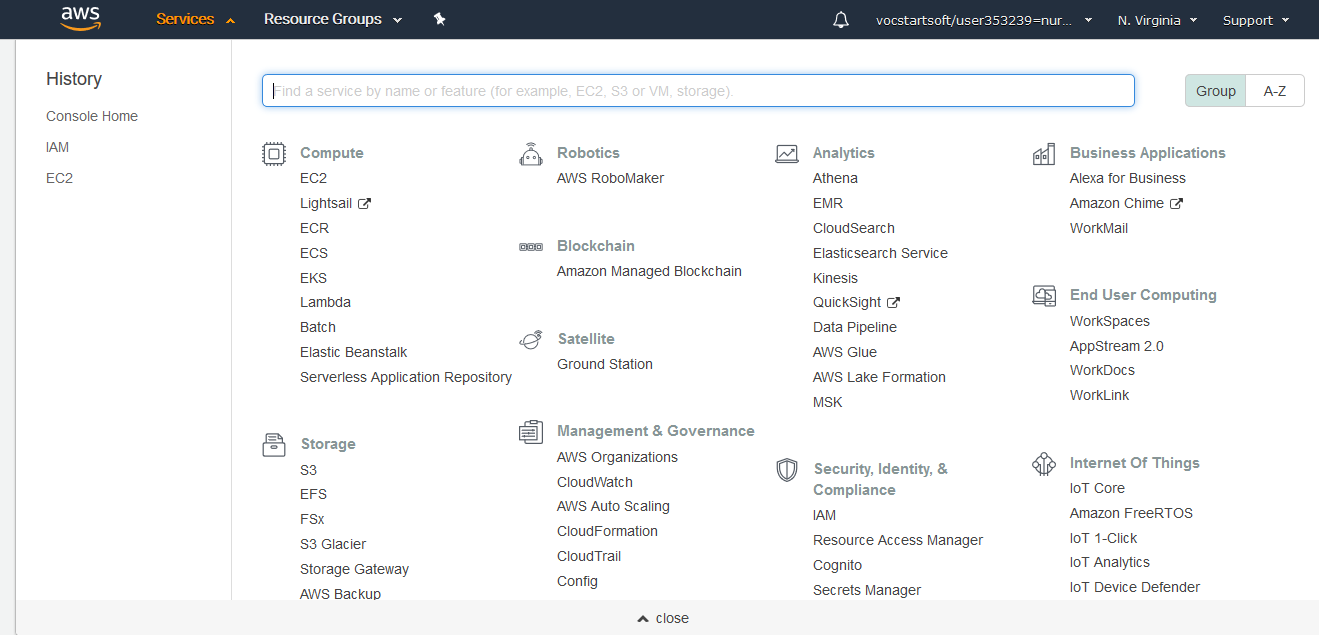 aws
Services
Resource Groups
vocstartsoft/user353239=nur...
N. Virginia
Support
History
Console Home
IAM
EC2
Find a service by name or feature (for example, EC2, S3 or VM, storage).
Group
A-Z
Compute
EC2
Lightsail
ECR
ECS
EKS
Lambda
Batch
Elastic Beanstalk
Serverless Application Repository
Storage
S3
EFS
FSx
S3 Glacier
Storage Gateway
AWS Backup
Robotics
AWS RoboMaker
Blockchain
Amazon Managed Blockchain
Satellite
Ground Station
Management & Governance
AWS Organizations
CloudWatch
AWS Auto Scaling
CloudFormation
CloudTrail
Config
Analytics
Athena
EMR
CloudSearch
Elasticsearch Service
Kinesis
QuickSight
Data Pipeline
AWS Glue
AWS Lake Formation
MSK
Security, Identity, &
Compliance
IAM
Resource Access Manager
Cognito
Secrets Manager
Business Applications
Alexa for Business
Amazon Chime
WorkMail
End User Computing
WorkSpaces
AppStream 2.0
WorkDocs
WorkLink
Internet Of Things
IoT Core
Amazon FreeRTOS
IoT 1-Click
IoT Analytics
IoT Device Defender
close